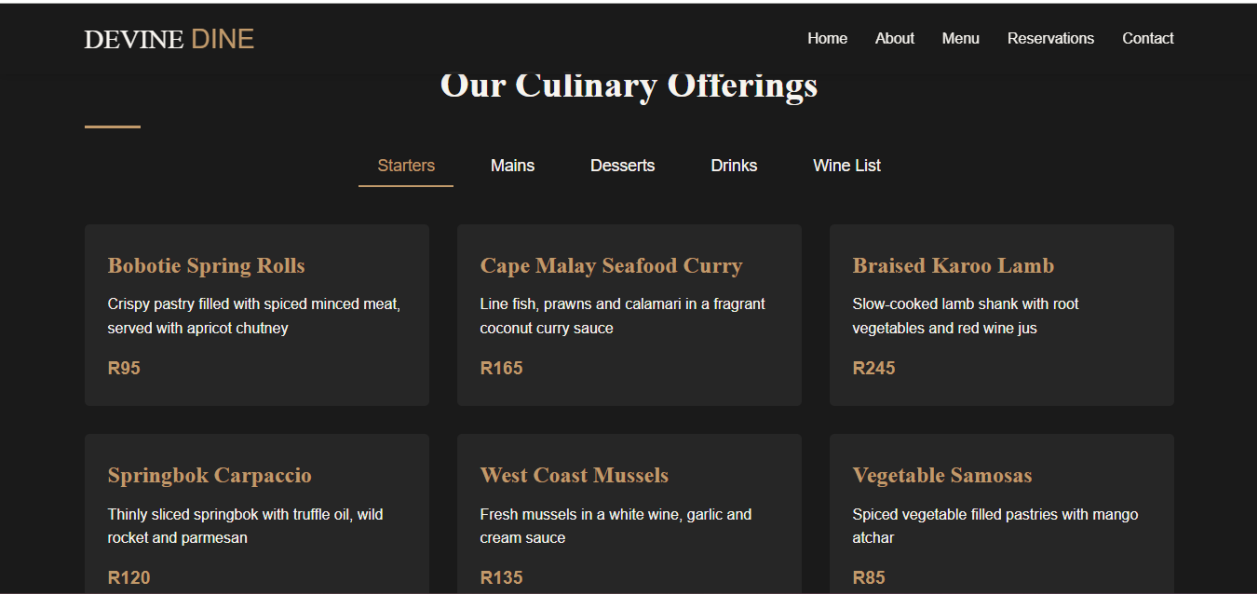 DEVINE DINE
Home About Menu Reservations Contact
Our Culinary Offerings
Starters Mains Desserts Drinks Wine List
Bobotie Spring Rolls
Crispy pastry filled with spiced minced meat,
served with apricot chutney
R95
Cape Malay Seafood Curry
Line fish, prawns and calamari in a fragrant
coconut curry sauce
R165
Braised Karoo Lamb
Slow-cooked lamb shank with root
vegetables and red wine jus
R245
Springbok Carpaccio
Thinly sliced springbok with truffle oil, wild
rocket and parmesan
R120
West Coast Mussels
Fresh mussels in a white wine, garlic and
cream sauce
R135
Vegetable Samosas
Spiced vegetable filled pastries with mango
atchar
R85